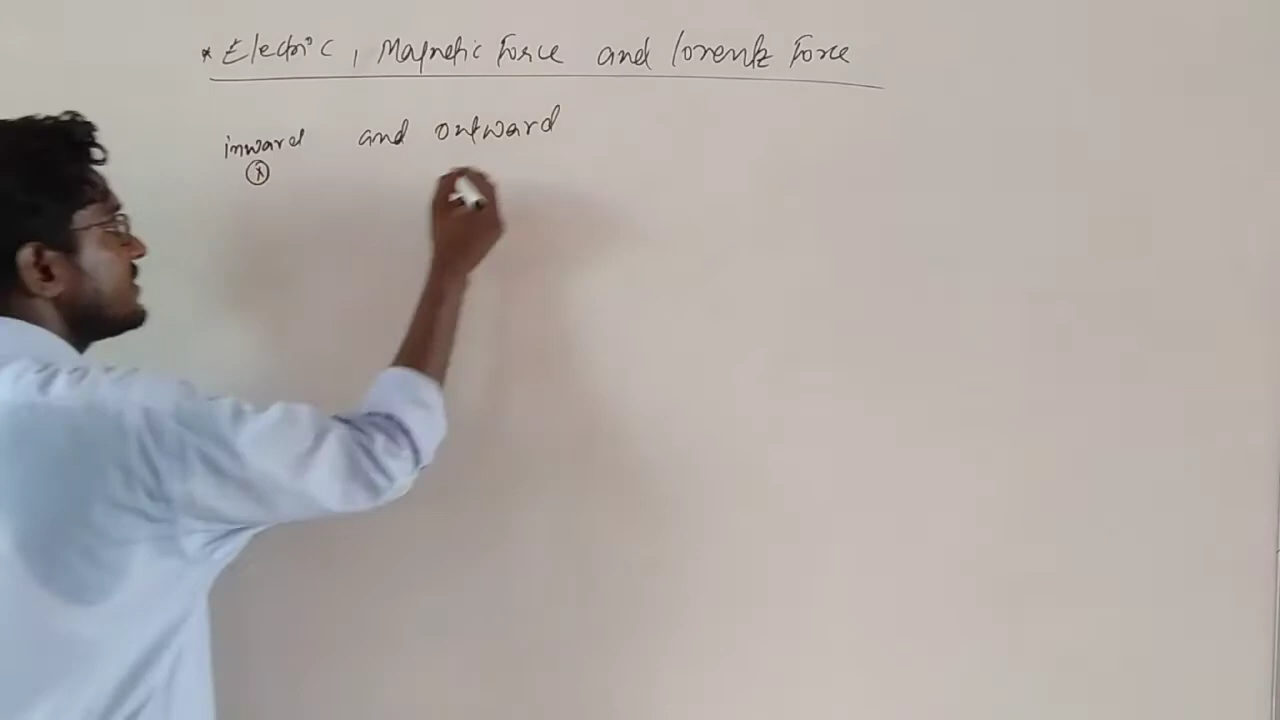 * Electric, Magnetic Force and Lorentz Force
inward and outward
ⓧ